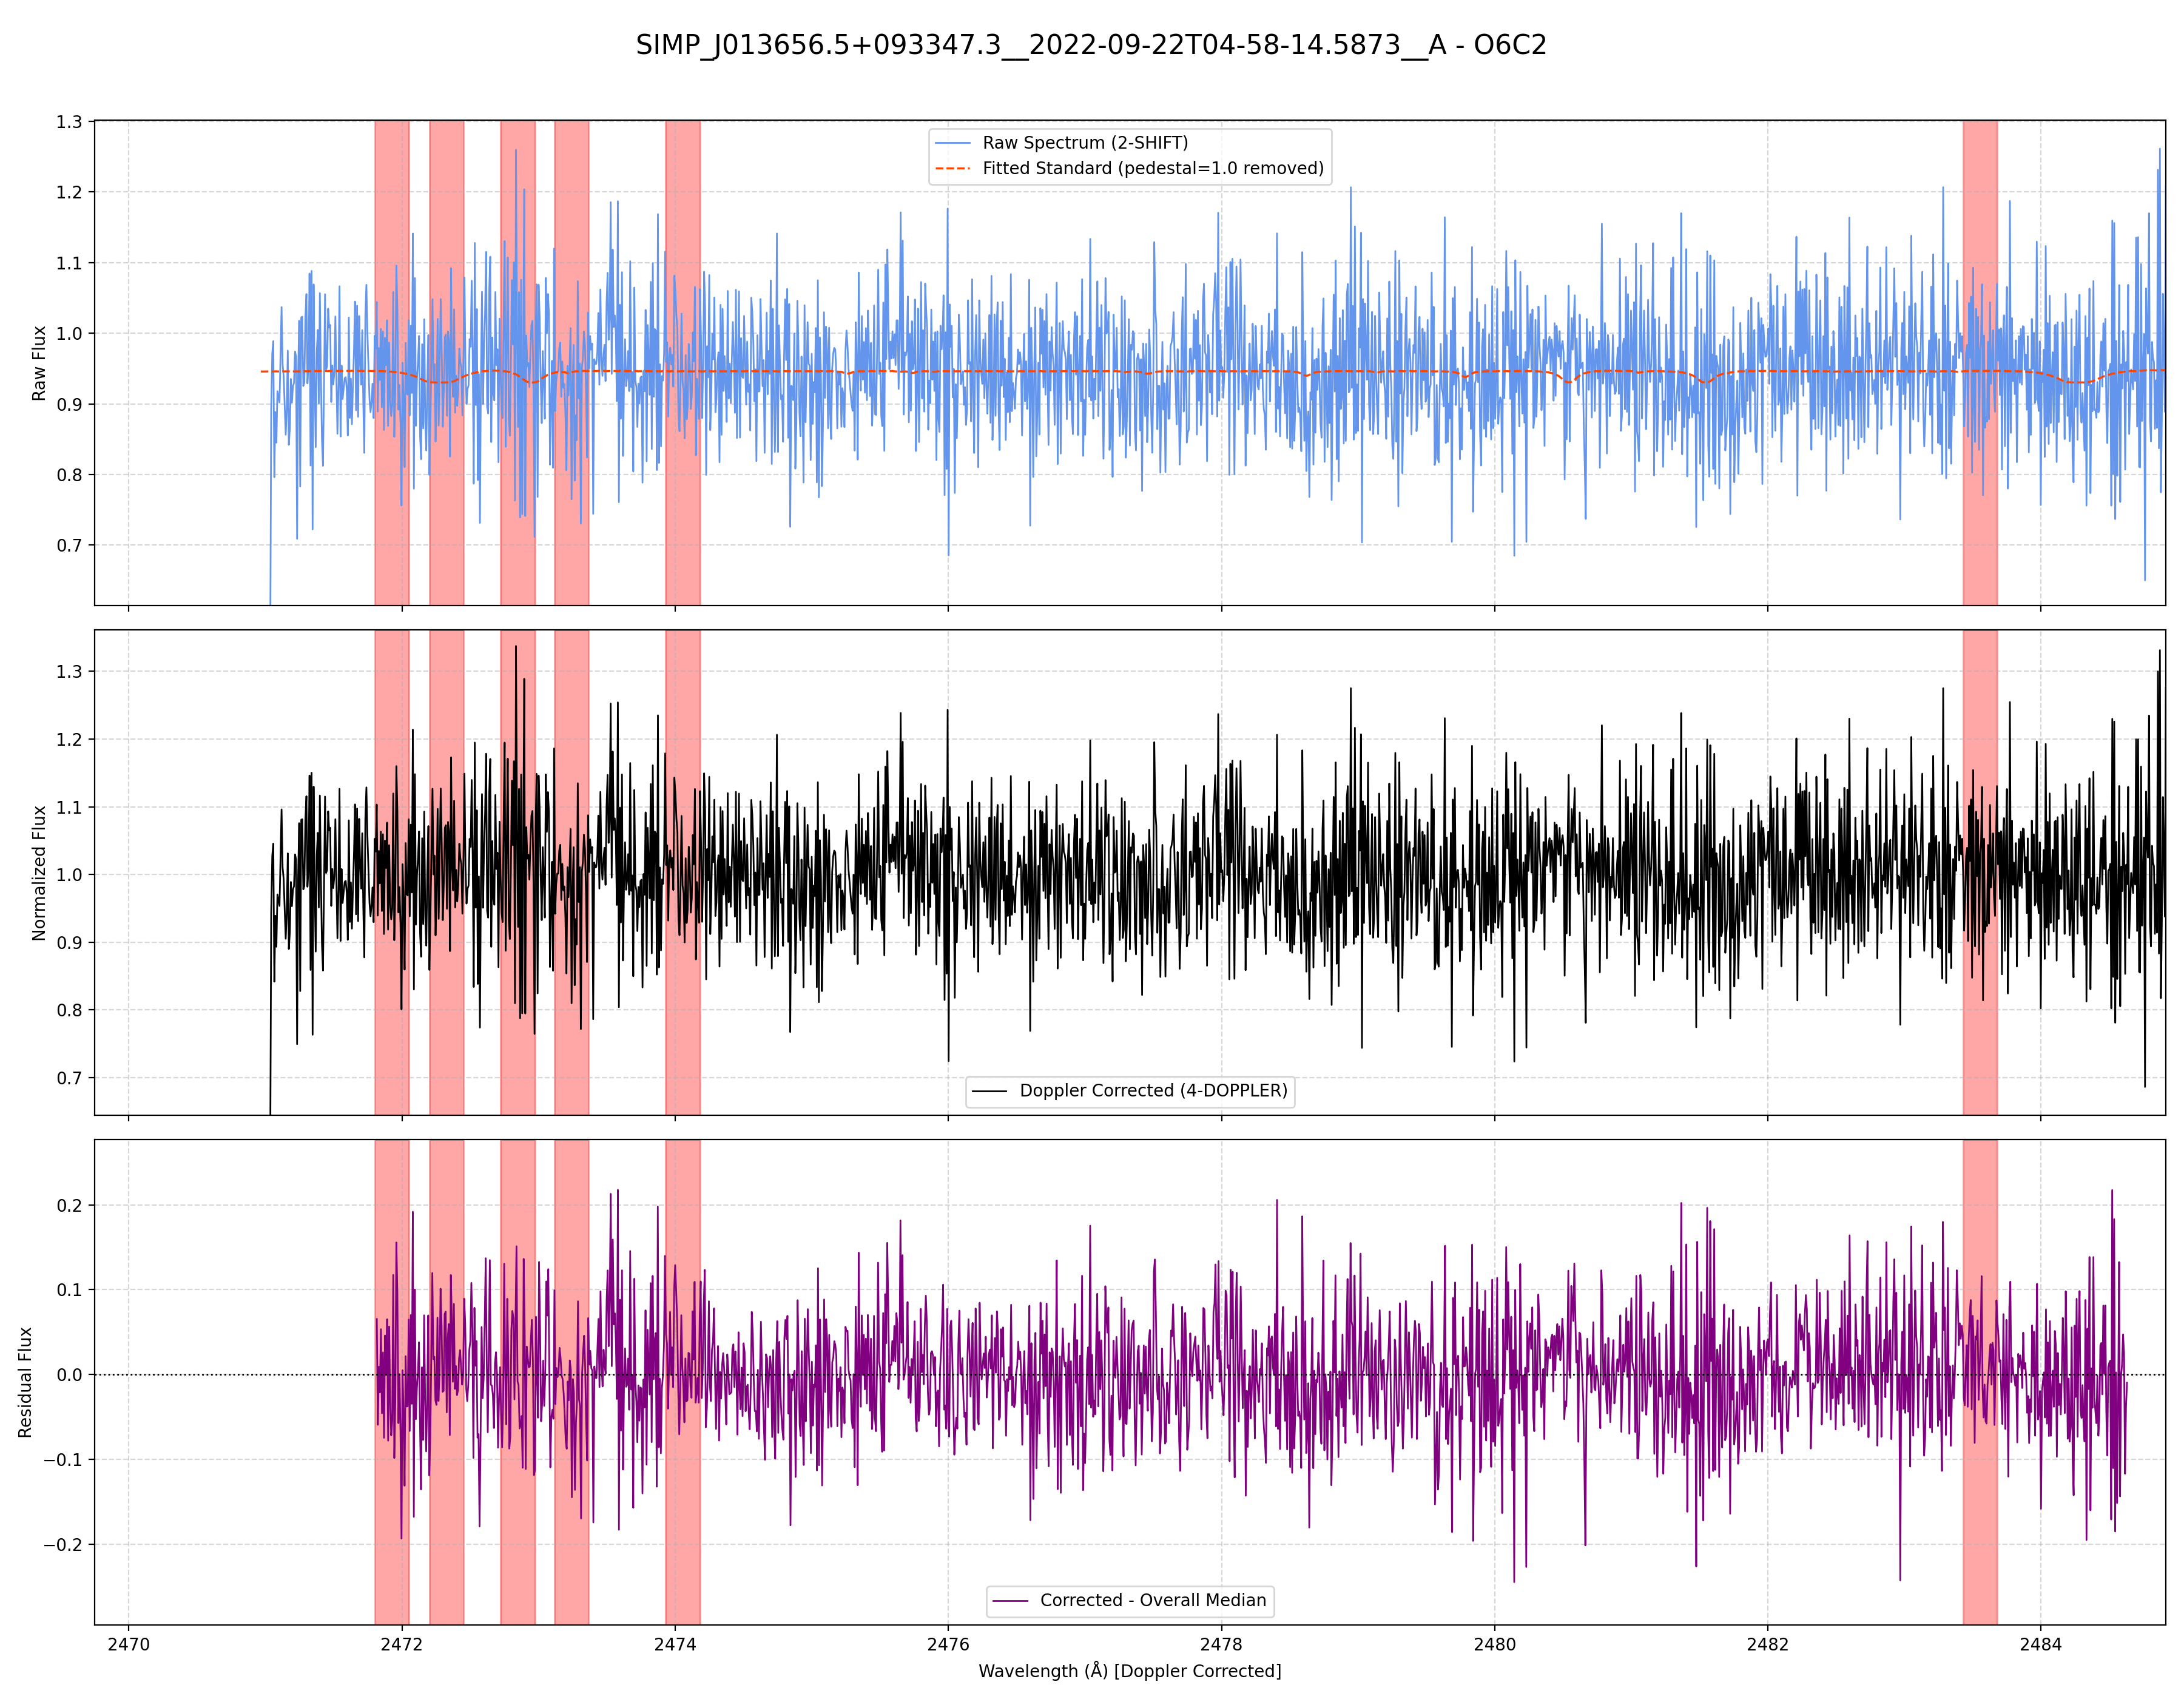 SIMP_J013656.5+093347.3__2022-09-22T04-58-14.5873__A - O6C2
1.3
1.2
1.1
1.0
0.9
0.8
0.7
Raw Flux
Raw Spectrum (2-SHIFT)
Fitted Standard (pedestal=1.0 removed)
1.3
1.2
1.1
1.0
0.9
0.8
0.7
Normalized Flux
Doppler Corrected (4-DOPPLER)
0.2
0.1
0.0
−0.1
−0.2
Residual Flux
Corrected - Overall Median
2470 2472 2474 2476 2478 2480 2482 2484
Wavelength (Å) [Doppler Corrected]